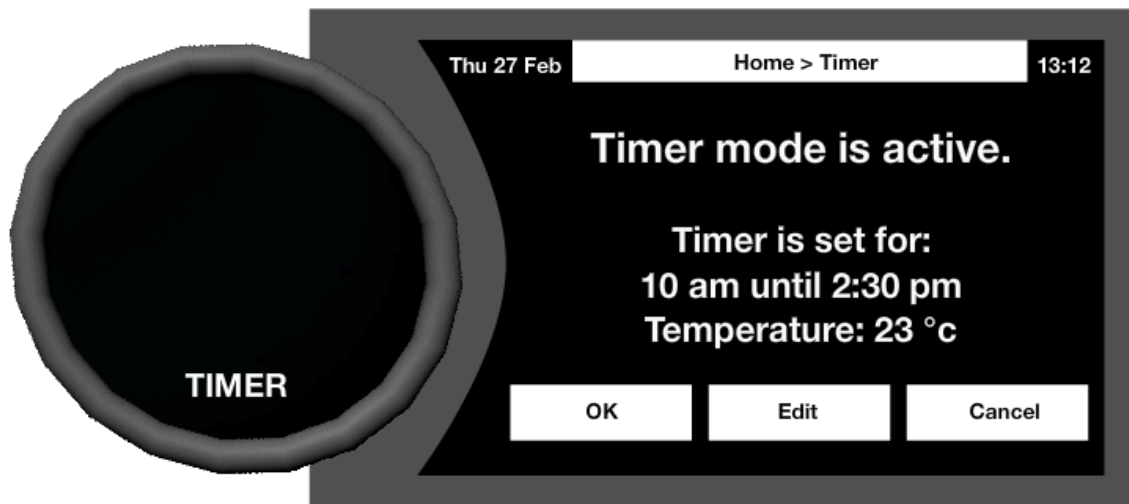 Thu 27 Feb
Home > Timer
13:12
Timer mode is active.
Timer is set for:
10 am until 2:30 pm
Temperature: 23 °c
TIMER
OK
Edit
Cancel